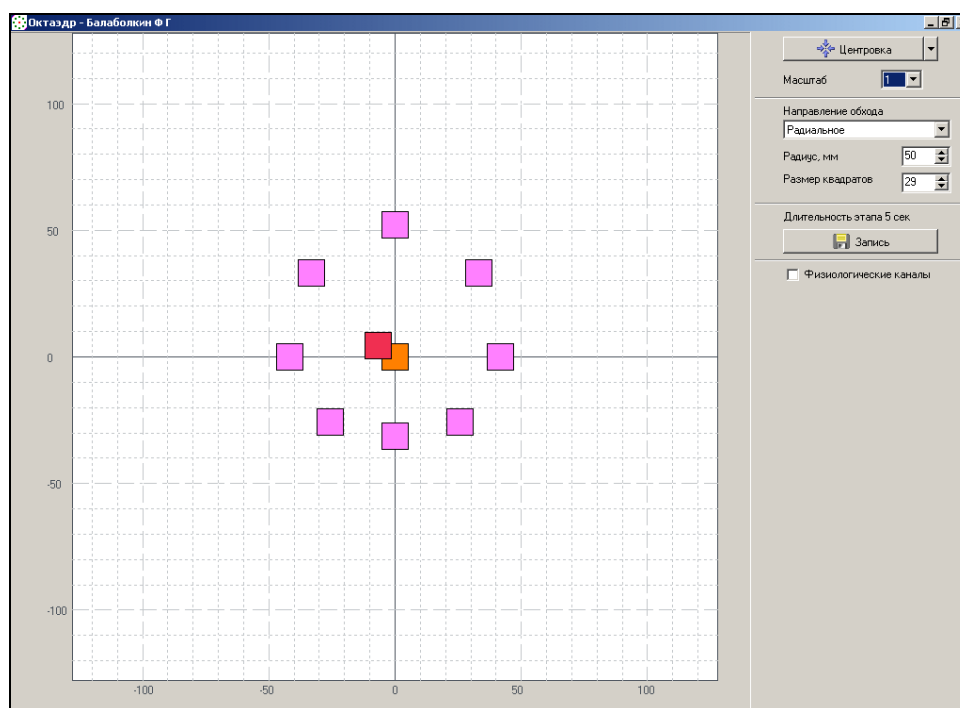 Октаэдр - Балаболкин Ф Г
Центровка
Масштаб
1
Направление обхода
Радиальное
Радиус, мм
50
Размер квадратов
29
Длительность этапа 5 сек
Запись
Физиологические каналы
100
50
0
-50
-100
-100
-50
0
50
100